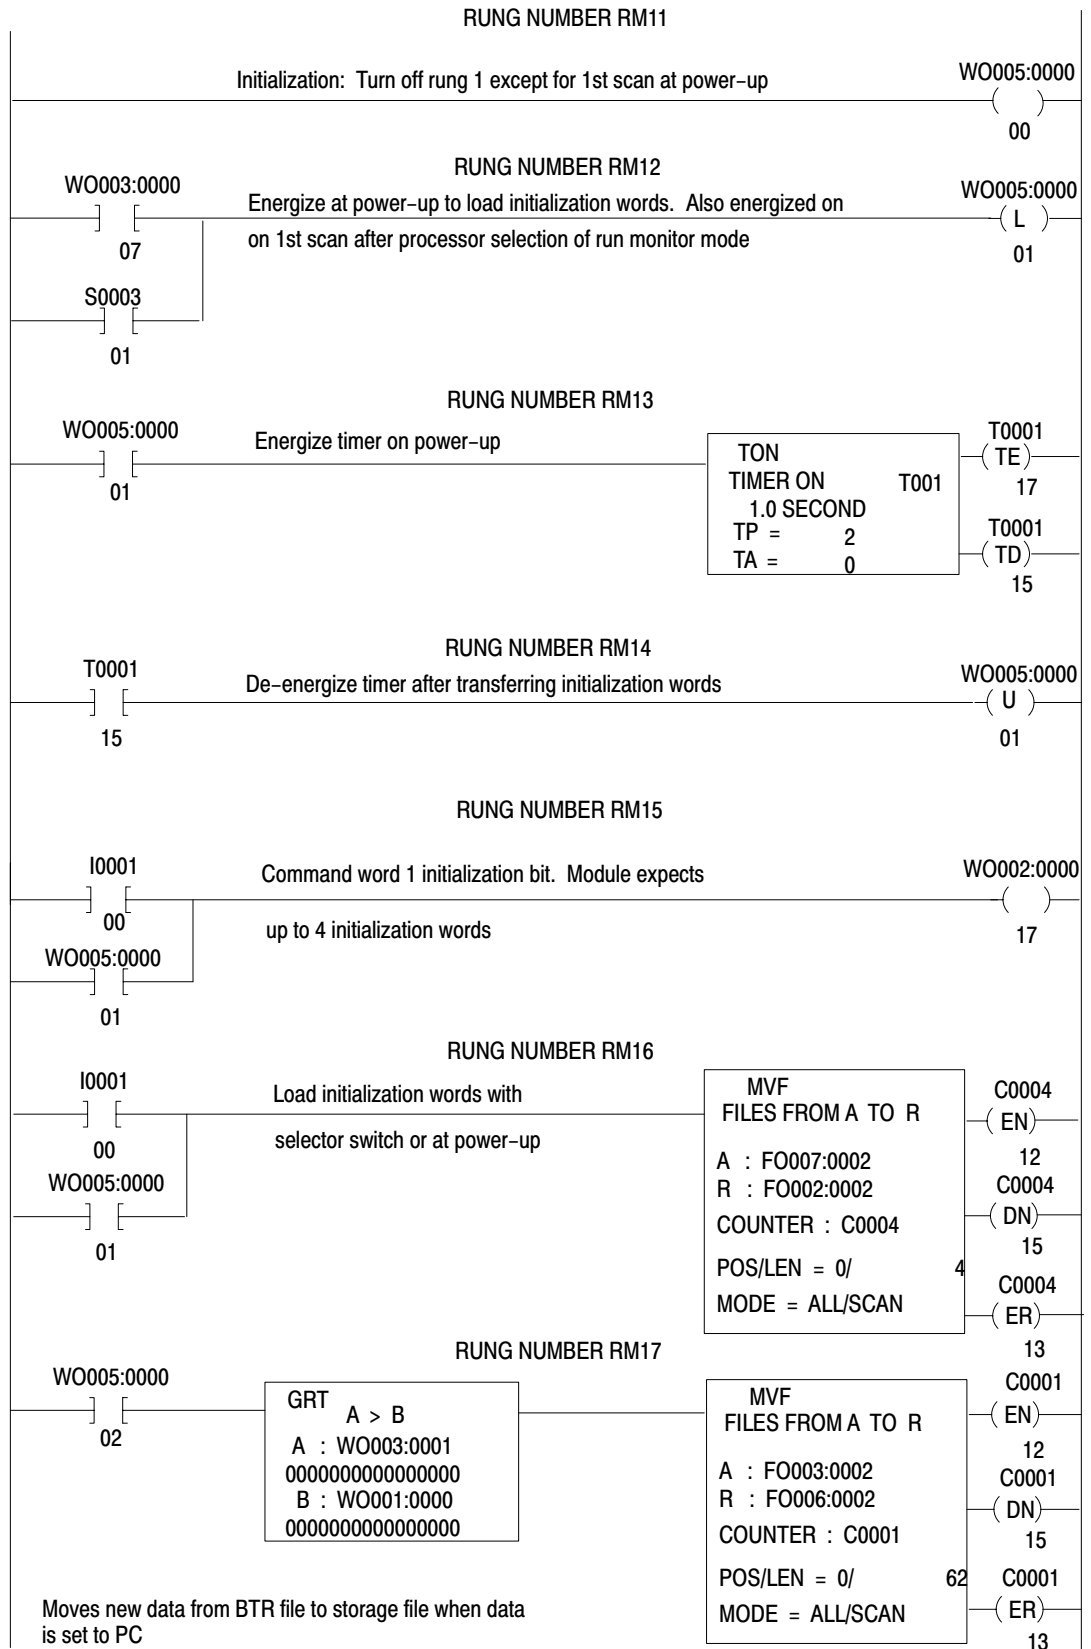 RUNG NUMBER RM11
Initialization: Turn off rung 1 except for 1st scan at power-up
WO005:0000
00
RUNG NUMBER RM12
WO003:0000
07
S0003
01
Energize at power-up to load initialization words. Also energized on
on 1st scan after processor selection of run monitor mode
WO005:0000
L
01
RUNG NUMBER RM13
WO005:0000
01
Energize timer on power-up
TON
TIMER ON T001
1.0 SECOND
TP = 2
TA = 0
T0001
TE
17
T0001
TD
15
RUNG NUMBER RM14
T0001
15
De-energize timer after transferring initialization words
WO005:0000
U
01
RUNG NUMBER RM15
I0001
00
WO005:0000
01
Command word 1 initialization bit. Module expects
up to 4 initialization words
WO002:0000
17
RUNG NUMBER RM16
I0001
00
WO005:0000
01
Load initialization words with
selector switch or at power-up
MVF
FILES FROM A TO R
A : FO007:0002
R : FO002:0002
COUNTER : C0004
POS/LEN = 0/ 4
MODE = ALL/SCAN
C0004
EN
12
C0004
DN
15
C0004
ER
13
RUNG NUMBER RM17
WO005:0000
02
GRT
A > B
A : WO003:0001
0000000000000000
B : WO001:0000
0000000000000000
MVF
FILES FROM A TO R
A : FO003:0002
R : FO006:0002
COUNTER : C0001
POS/LEN = 0/ 62
MODE = ALL/SCAN
C0001
EN
12
C0001
DN
15
C0001
ER
13
Moves new data from BTR file to storage file when data
is set to PC